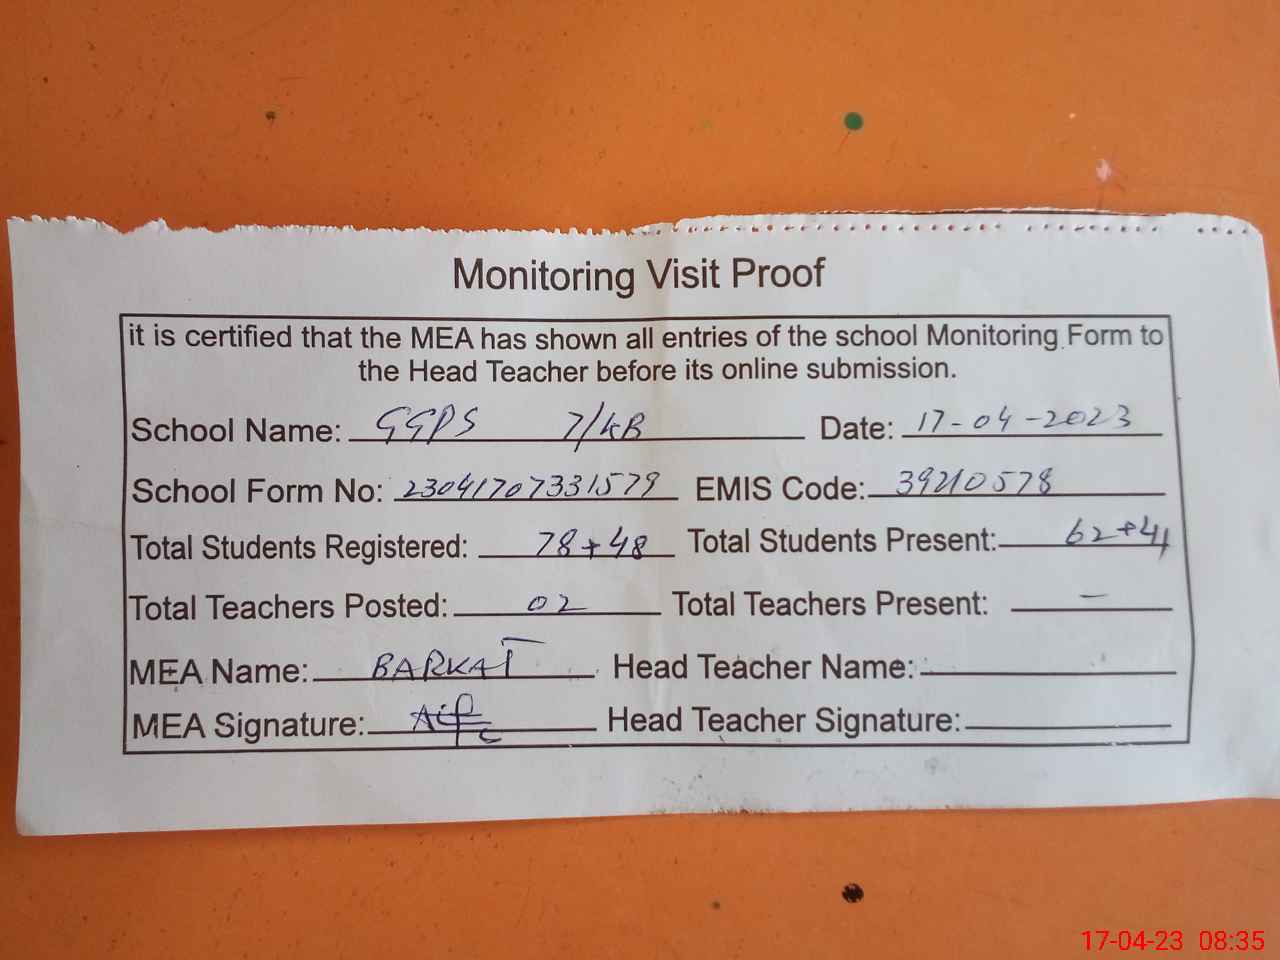 Monitoring Visit Proof
it is certified that the MEA has shown all entries of the school Monitoring Form to
the Head Teacher before its online submission.
School Name: GGPS 7/KB Date: 17-04-2023
School Form No: 23041707331579 EMIS Code: 39210578
Total Students Registered: 78+48 Total Students Present: 62+41
Total Teachers Posted: 02 Total Teachers Present: -
MEA Name: BARKAT Head Teacher Name:
MEA Signature: Head Teacher Signature:
17-04-23 08:35